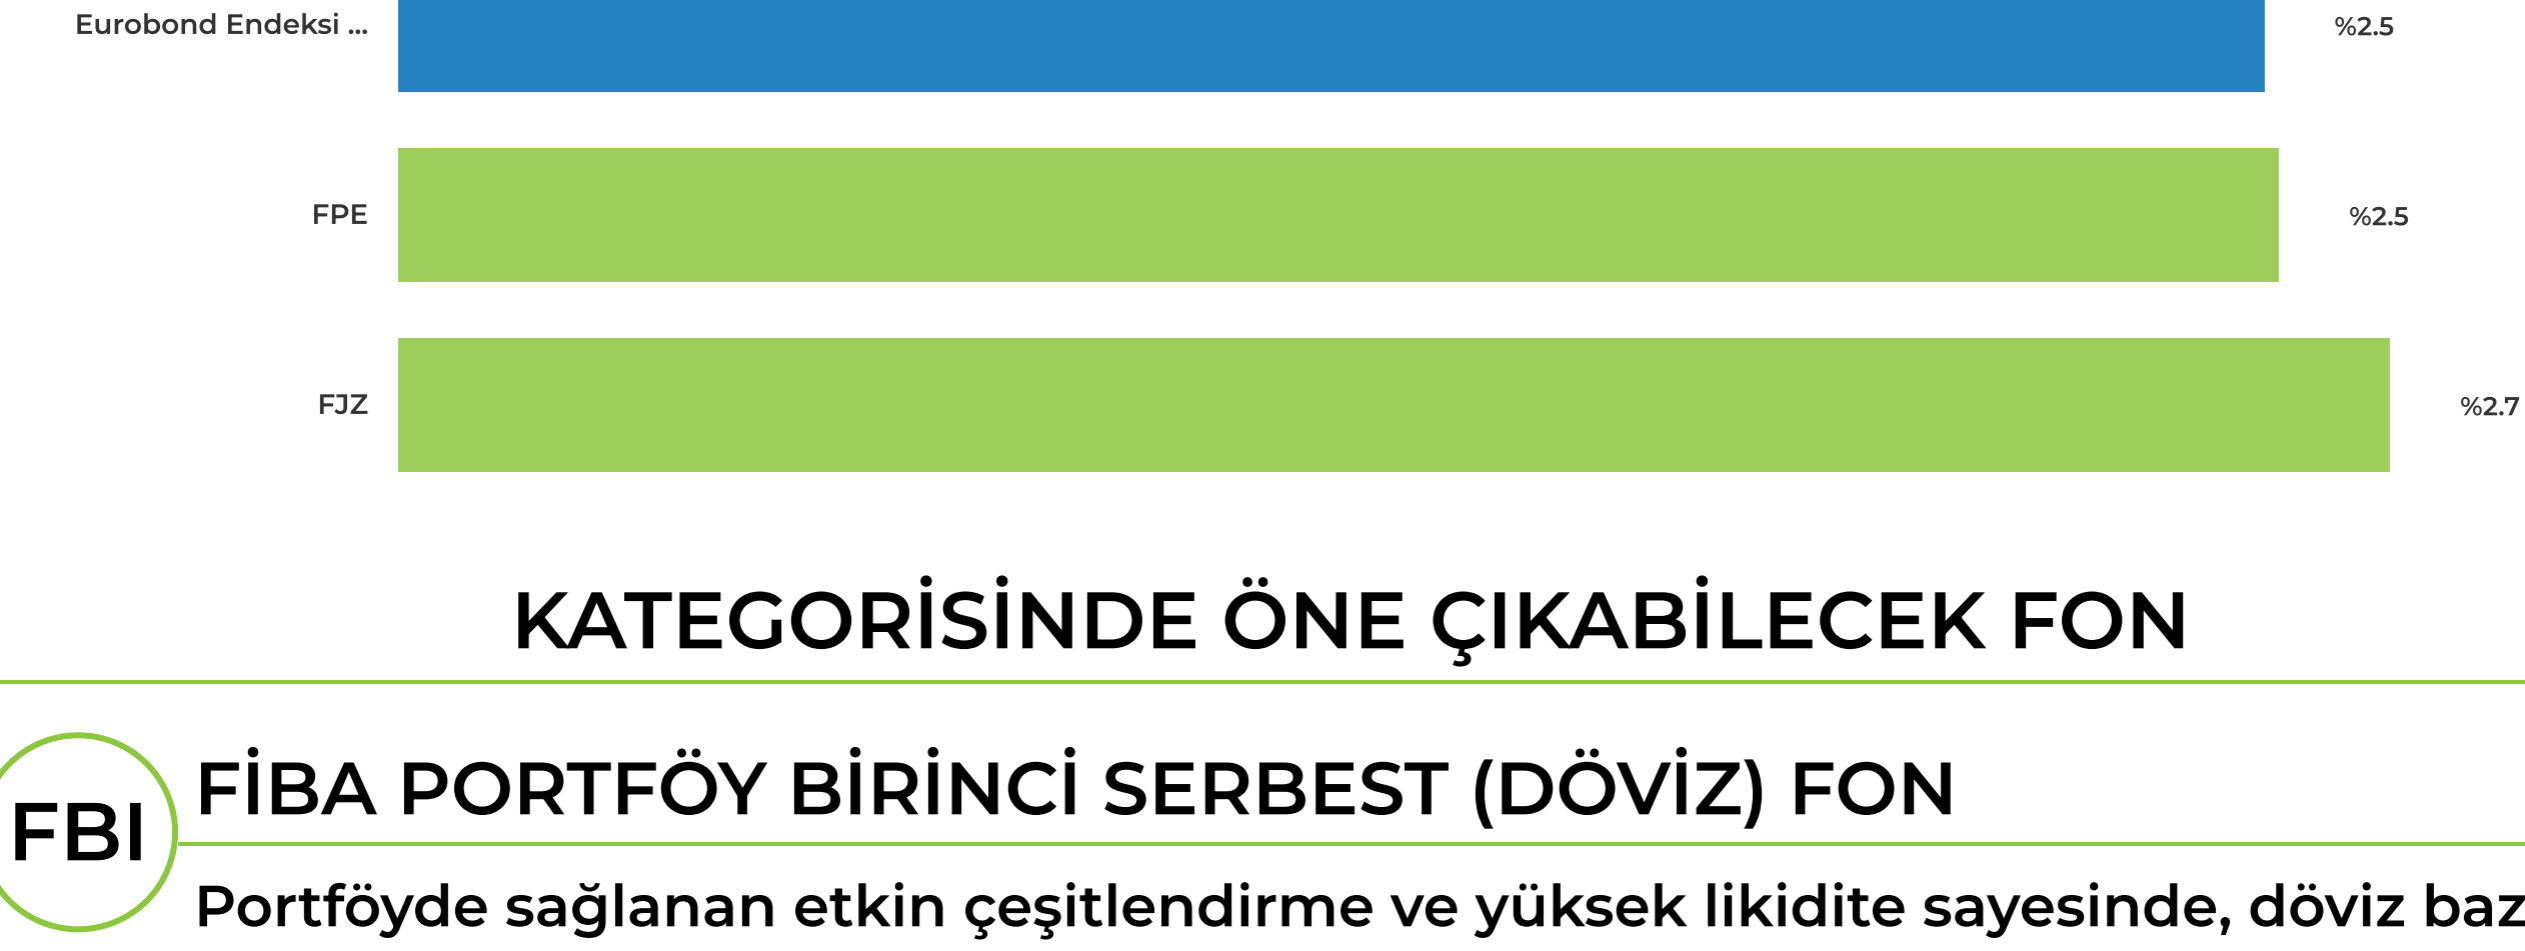 Eurobond Endeksi ... %2.5
FPE %2.5
FJZ %2.7
KATEGORİSİNDE ÖNE ÇIKABİLECEK FON
FİBA PORTFÖY BİRİNCİ SERBEST (DÖVİZ) FON
FBI
Portföyde sağlanan etkin çeşitlendirme ve yüksek likidite sayesinde, döviz baz